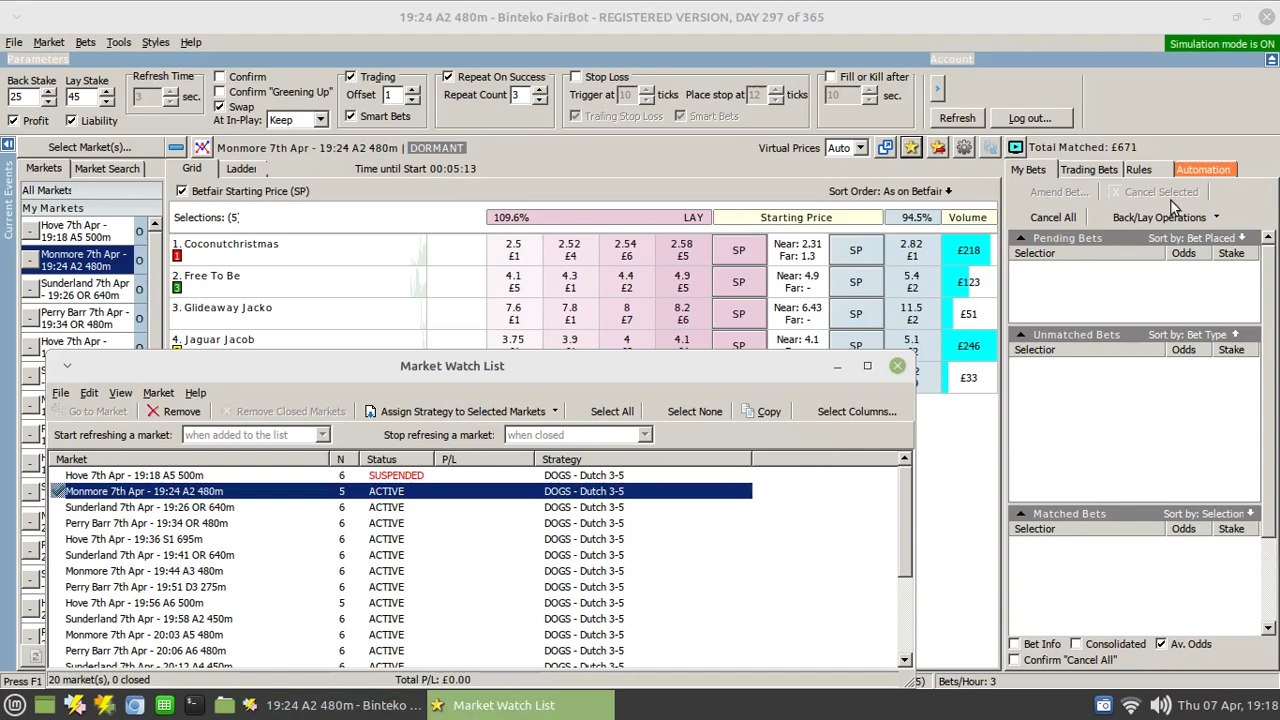 19:24 A2 480m - Binteko FairBot - REGISTERED VERSION, DAY 297 of 365
File Market Bets Tools Styles Help
Simulation mode is ON
Parameters
Account
Back Stake Lay Stake Refresh Time
25 45 3 sec.
Profit Liability
Confirm
Confirm "Greening Up"
Swap
At In-Play: Keep
Trading
Offset 1
Smart Bets
Repeat On Success
Repeat Count 3
Stop Loss
Trigger at 10 ticks Place stop at 12 ticks
Trailing Stop Loss Smart Bets
Fill or Kill after
10 sec.
Refresh Log out...
Select Market(s)...
Monmore 7th Apr - 19:24 A2 480m | DORMANT
Virtual Prices Auto
Total Matched: £671
Current Events
Markets Market Search
Grid Ladder Time until Start 00:05:13
My Bets Trading Bets Rules Automation
All Markets
My Markets
Betfair Starting Price (SP) Sort Order: As on Betfair
Amend Bet... Cancel Selected
Cancel All Back/Lay Operations
Selections: (5) 109.6% LAY Starting Price 94.5% Volume
Hove 7th Apr -
19:18 A5 500m O
Monmore 7th Apr -
19:24 A2 480m O
Sunderland 7th Apr -
19:26 OR 640m O
Perry Barr 7th Apr -
19:34 OR 480m O
Hove 7th Apr -
1. Coconutchristmas 2.5 2.52 2.54 2.58 SP Near: 2.31 SP 2.82 £218
1 £1 £4 £1 £1 Far: 1.3 £1
2. Free To Be 4.1 4.3 4.4 4.9 SP Near: 4.9 SP 5.4 £123
3 £5 £1 £2 £5 Far: - £2
3. Glideaway Jacko 7.6 7.8 8 8.2 SP Near: 6.43 SP 11.5 £51
£1 £1 £7 £6 Far: - £2
4. Jaguar Jacob 3.75 3.9 4 4.1 SP Near: 4.1 SP 5.1 £246
£33
Pending Bets Sort by: Bet Placed
Selectior Odds Stake
Unmatched Bets Sort by: Bet Type
Selectior Odds Stake
Matched Bets Sort by: Selection
Selectior Odds Stake
Bet Info Consolidated Av. Odds
Confirm "Cancel All"
Market Watch List
File Edit View Market Help
Go to Market Remove Remove Closed Markets Assign Strategy to Selected Markets Select All Select None Copy Select Columns...
Start refreshing a market: when added to the list Stop refresing a market: when closed
Market N Status P/L Strategy
Hove 7th Apr - 19:18 A5 500m 6 SUSPENDED DOGS - Dutch 3-5
Monmore 7th Apr - 19:24 A2 480m 5 ACTIVE DOGS - Dutch 3-5
Sunderland 7th Apr - 19:26 OR 640m 6 ACTIVE DOGS - Dutch 3-5
Perry Barr 7th Apr - 19:34 OR 480m 6 ACTIVE DOGS - Dutch 3-5
Hove 7th Apr - 19:36 S1 695m 6 ACTIVE DOGS - Dutch 3-5
Sunderland 7th Apr - 19:41 OR 640m 6 ACTIVE DOGS - Dutch 3-5
Monmore 7th Apr - 19:44 A3 480m 6 ACTIVE DOGS - Dutch 3-5
Perry Barr 7th Apr - 19:51 D3 275m 6 ACTIVE DOGS - Dutch 3-5
Hove 7th Apr - 19:56 A6 500m 5 ACTIVE DOGS - Dutch 3-5
Sunderland 7th Apr - 19:58 A2 450m 6 ACTIVE DOGS - Dutch 3-5
Monmore 7th Apr - 20:03 A5 480m 6 ACTIVE DOGS - Dutch 3-5
Perry Barr 7th Apr - 20:06 A6 480m 6 ACTIVE DOGS - Dutch 3-5
Sunderland 7th Apr - 20:12 A4 450m 6 ACTIVE DOGS - Dutch 3-5
20 market(s), 0 closed Total P/L: £0.00
Press F1
Bets/Hour: 3
19:24 A2 480m - Binteko ... Market Watch List Thu 07 Apr, 19:18